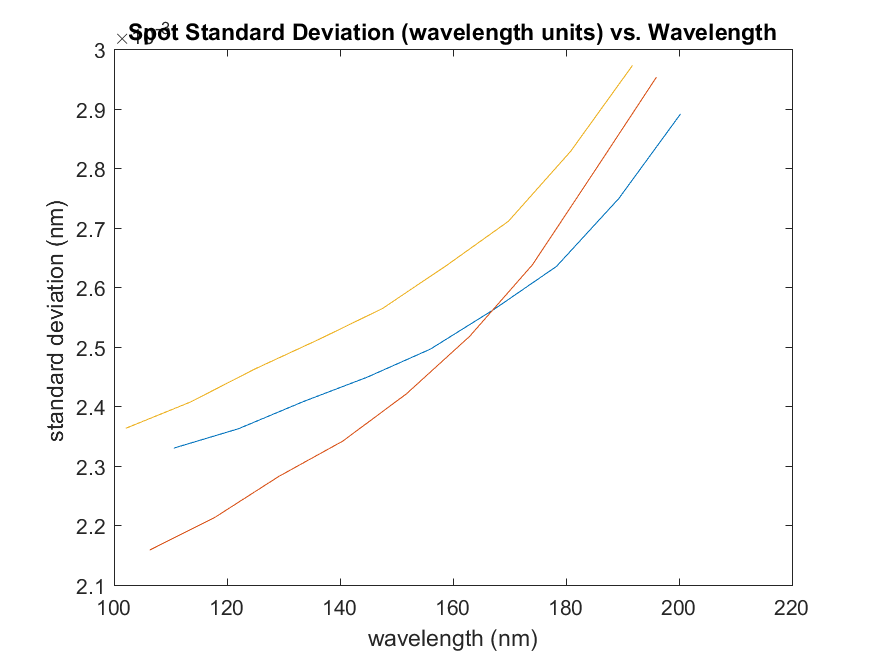 ×10-3
Spot Standard Deviation (wavelength units) vs. Wavelength
3
2.9
2.8
2.7
2.6
2.5
2.4
2.3
2.2
2.1
standard deviation (nm)
100 120 140 160 180 200 220
wavelength (nm)